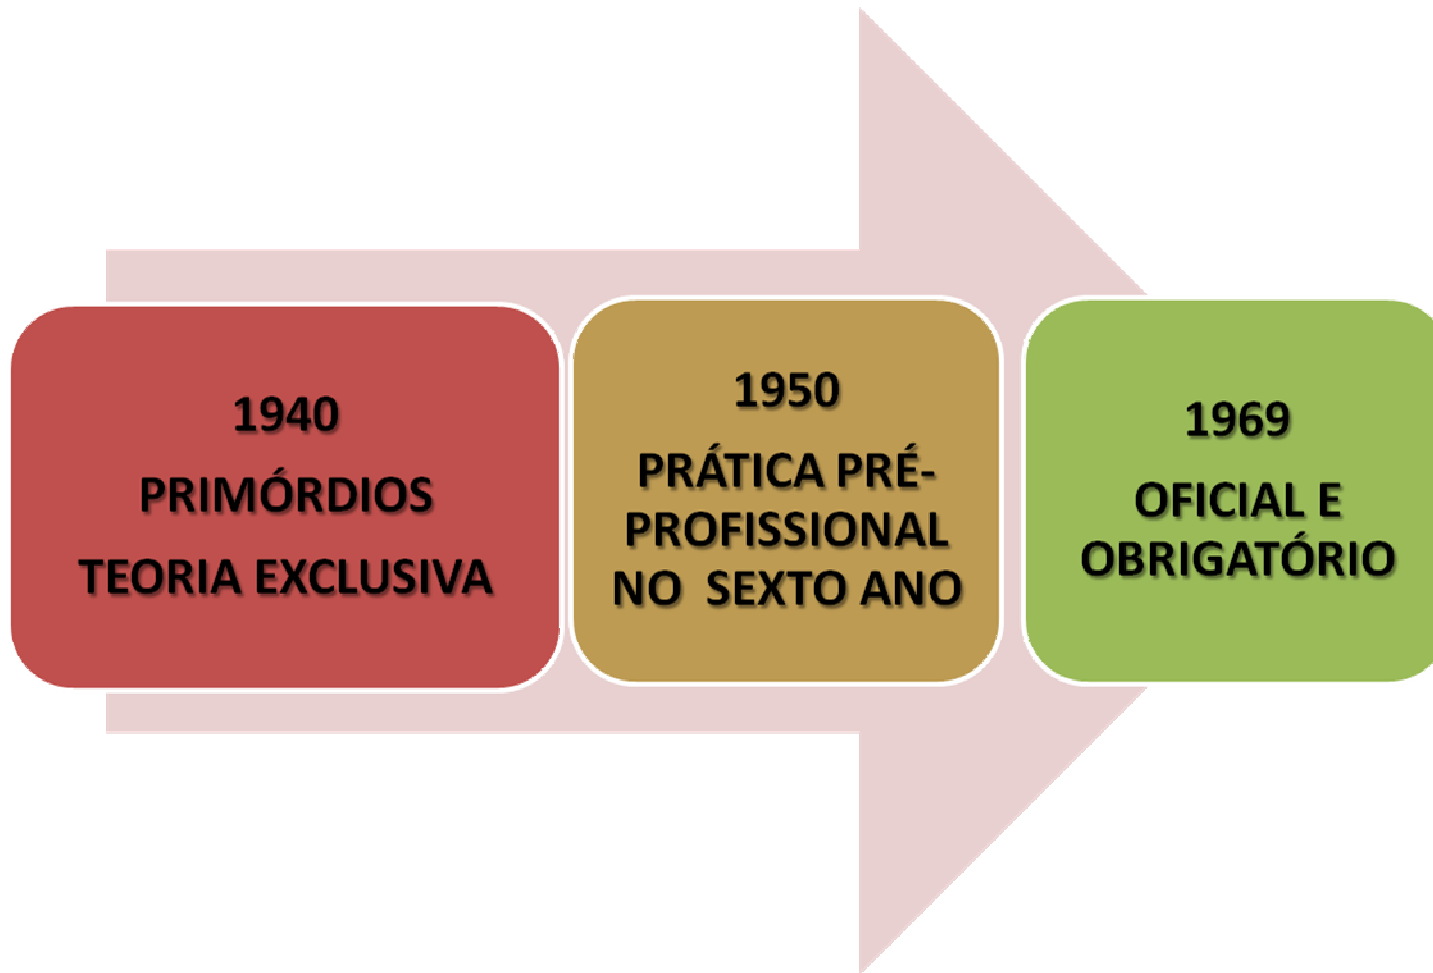 1940
PRIMÓRDIOS
TEORIA EXCLUSIVA
1950
PRÁTICA PRÉ-
PROFISSIONAL
NO SEXTO ANO
1969
OFICIAL E
OBRIGATÓRIO